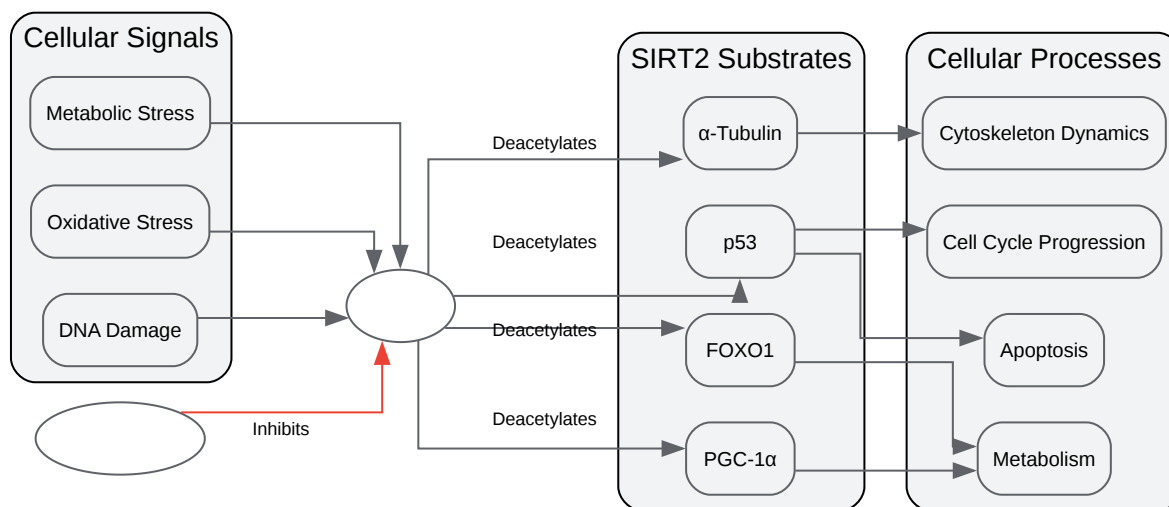 Cellular Signals
Metabolic Stress
Oxidative Stress
DNA Damage
Inhibits
Deacetylates
Deacetylates
Deacetylates
Deacetylates
SIRT2 Substrates
α-Tubulin
p53
FOXO1
PGC-1α
Cellular Processes
Cytoskeleton Dynamics
Cell Cycle Progression
Apoptosis
Metabolism